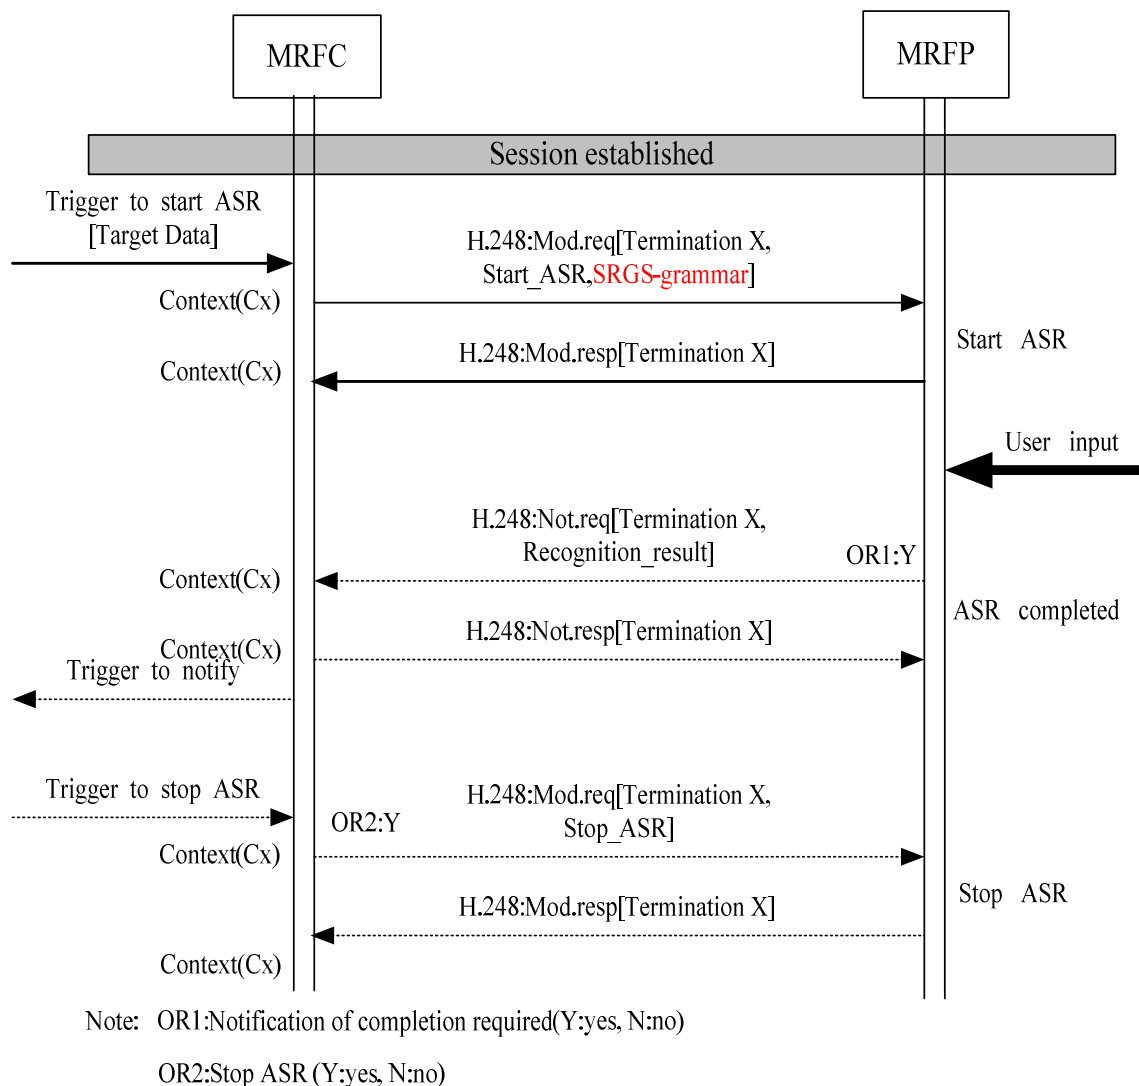 MRFC
MRFP
Session established
Trigger to start ASR
[Target Data]
H.248:Mod.req[Termination X,
Start_ASR,SRGS-grammar]
Context(Cx)
Start ASR
H.248:Mod.resp[Termination X]
Context(Cx)
User input
H.248:Not.req[Termination X,
Recognition_result]
OR1:Y
Context(Cx)
ASR completed
H.248:Not.resp[Termination X]
Context(Cx)
Trigger to notify
Trigger to stop ASR
H.248:Mod.req[Termination X,
Stop_ASR]
OR2:Y
Context(Cx)
Stop ASR
H.248:Mod.resp[Termination X]
Context(Cx)
Note: OR1:Notification of completion required(Y:yes, N:no)
OR2:Stop ASR (Y:yes, N:no)